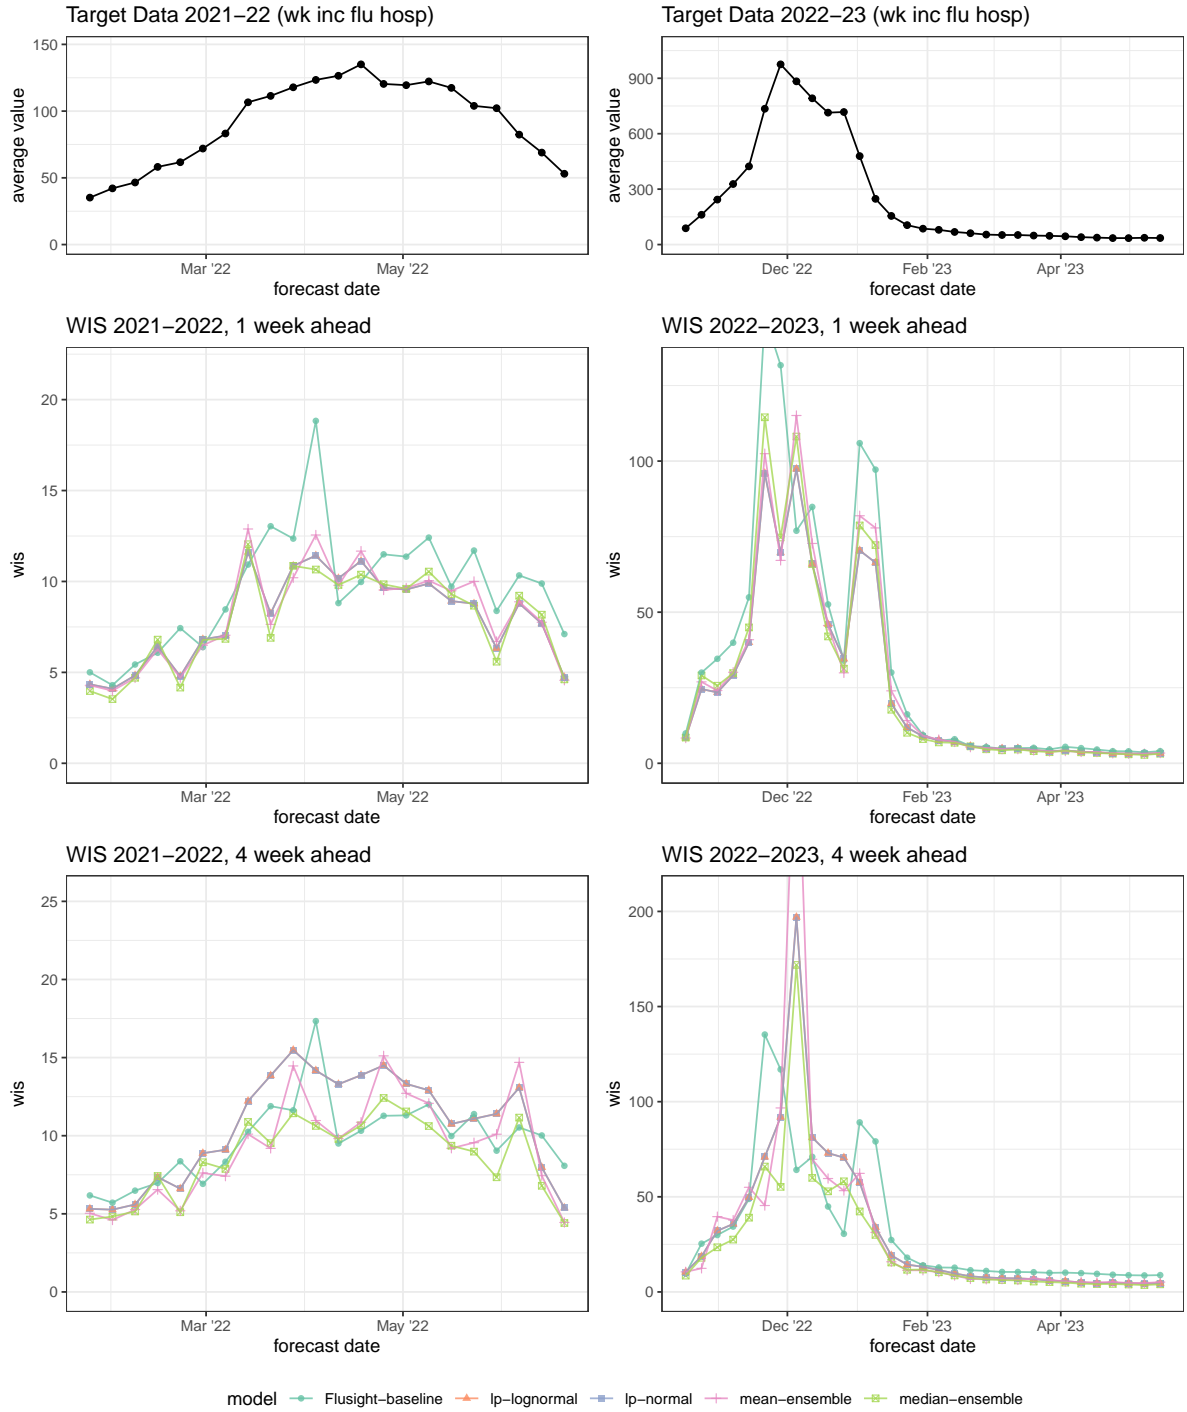 Target Data 2021−22 (wk inc flu hosp)
150
100
50
0
average value
Mar '22
May '22
forecast date
Target Data 2022−23 (wk inc flu hosp)
900
600
300
0
average value
Dec '22
Feb '23
Apr '23
forecast date
WIS 2021−2022, 1 week ahead
20
15
10
5
0
wis
Mar '22
May '22
forecast date
WIS 2022−2023, 1 week ahead
100
50
0
wis
Dec '22
Feb '23
Apr '23
forecast date
WIS 2021−2022, 4 week ahead
25
20
15
10
5
0
wis
Mar '22
May '22
forecast date
WIS 2022−2023, 4 week ahead
200
150
100
50
0
wis
Dec '22
Feb '23
Apr '23
forecast date
model Flusight−baseline lp−lognormal lp−normal mean−ensemble median−ensemble